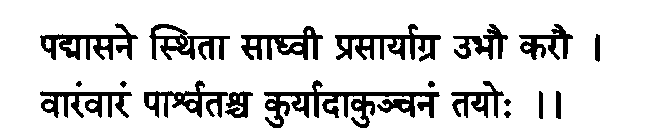 पद्मासने स्थिता साध्वी प्रसार्याग्र उभौ करौ ।
वारंवारं पार्श्वतश्च कुर्यादाकुञ्चनं तयोः ।।